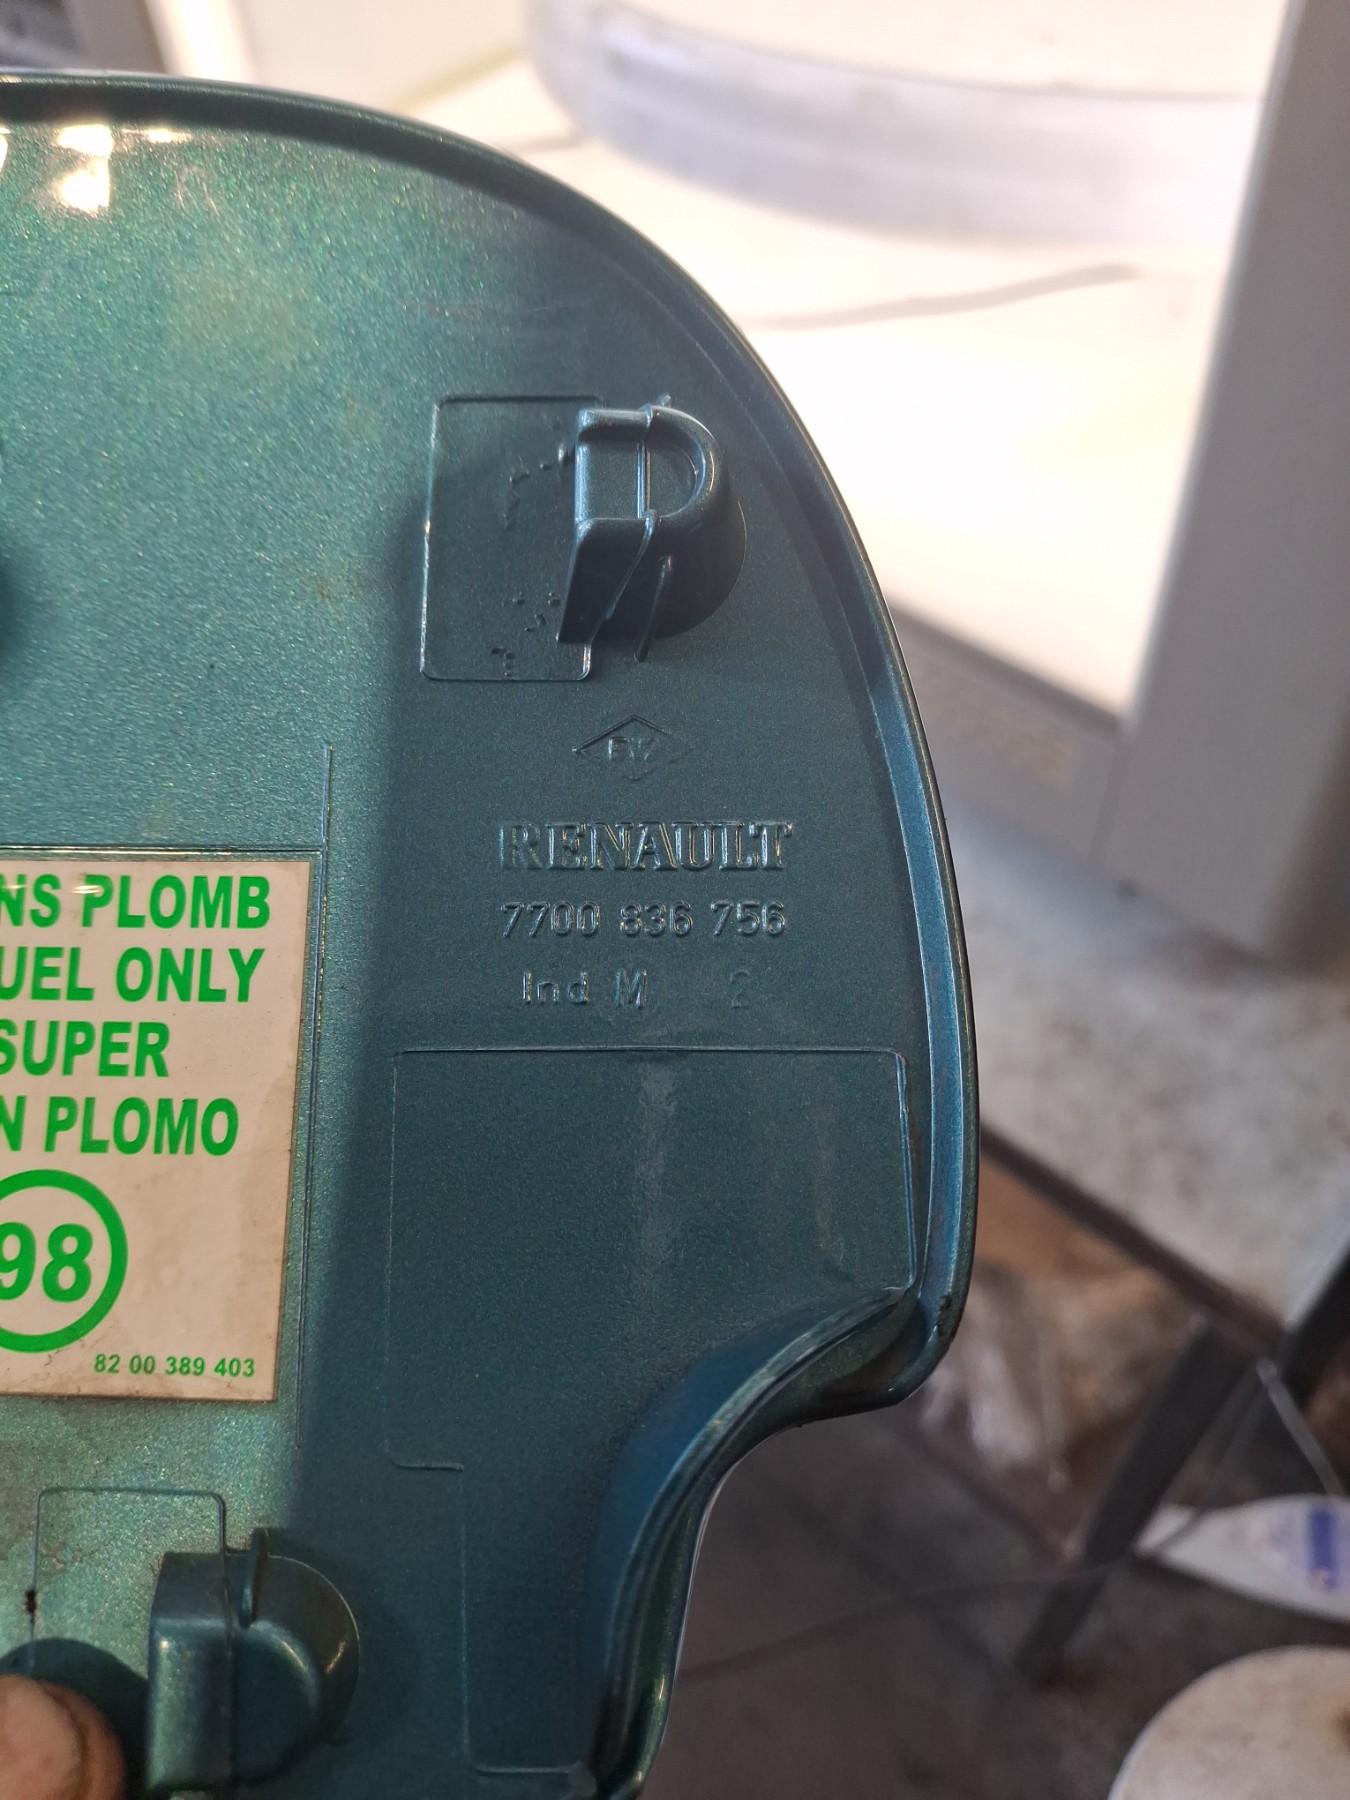 RENAULT
7700 836 756
Ind M 2
NS PLOMB
UEL ONLY
SUPER
N PLOMO
98
82 00 389 403